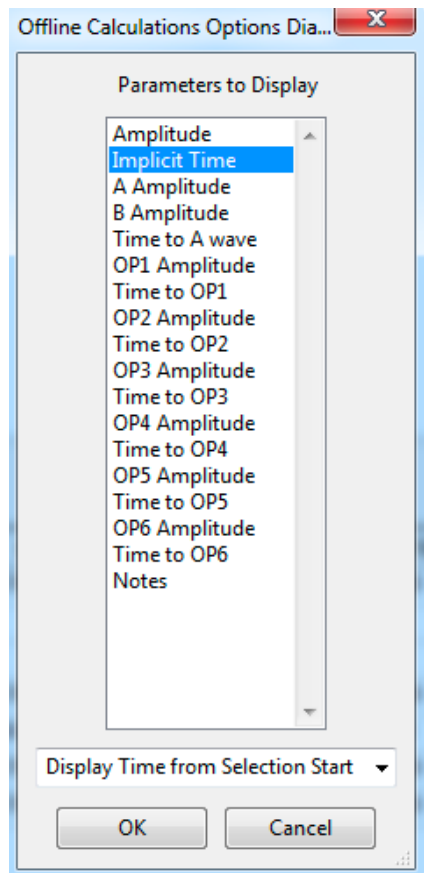 Offline Calculations Options Dia...
Parameters to Display
Amplitude
Implicit Time
A Amplitude
B Amplitude
Time to A wave
OP1 Amplitude
Time to OP1
OP2 Amplitude
Time to OP2
OP3 Amplitude
Time to OP3
OP4 Amplitude
Time to OP4
OP5 Amplitude
Time to OP5
OP6 Amplitude
Time to OP6
Notes
Display Time from Selection Start
OK Cancel